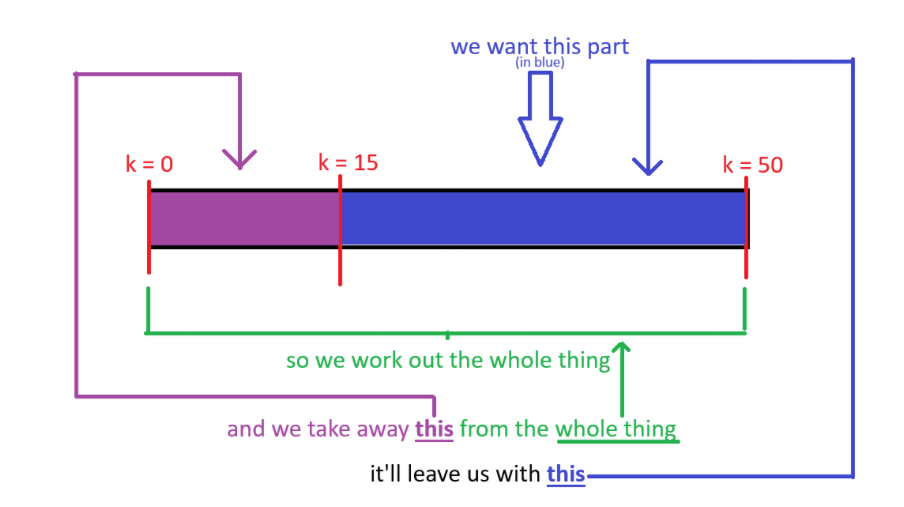 we want this part
(in blue)
k = 0
k = 15
k = 50
so we work out the whole thing
and we take away this from the whole thing
it'll leave us with this